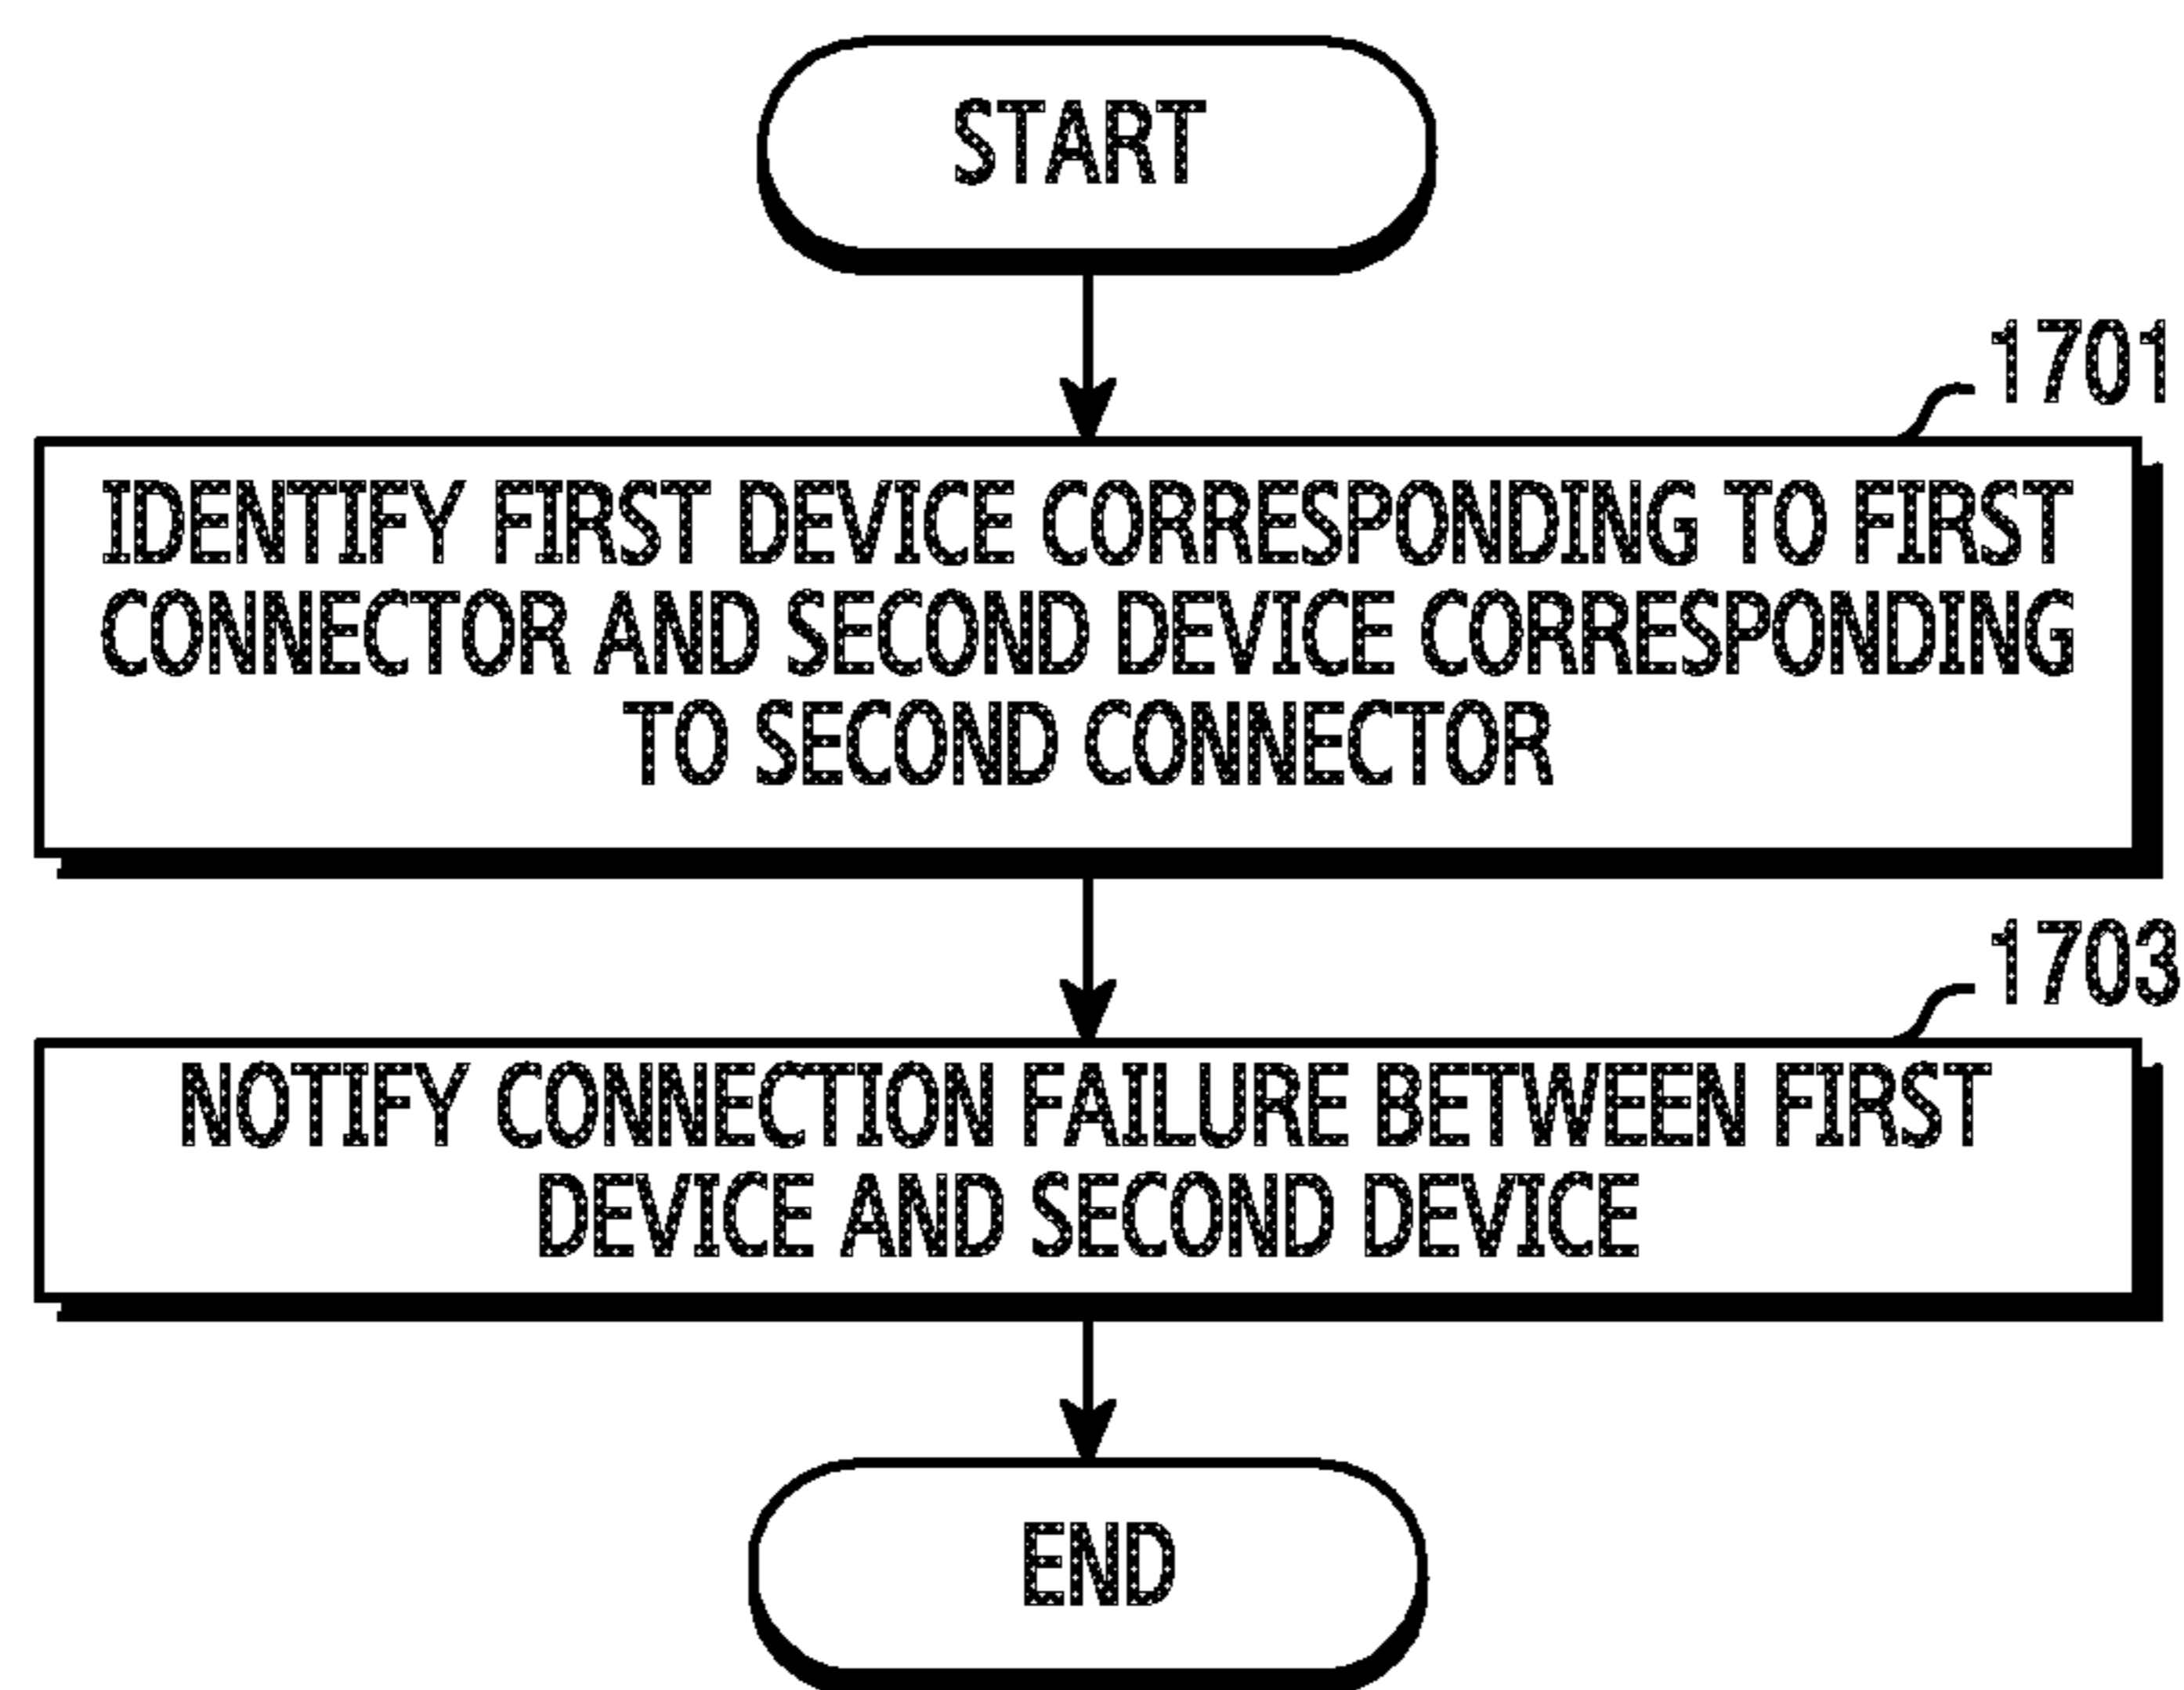 START
1701
IDENTIFY FIRST DEVICE CORRESPONDING TO FIRST
CONNECTOR AND SECOND DEVICE CORRESPONDING
TO SECOND CONNECTOR
1703
NOTIFY CONNECTION FAILURE BETWEEN FIRST
DEVICE AND SECOND DEVICE
END